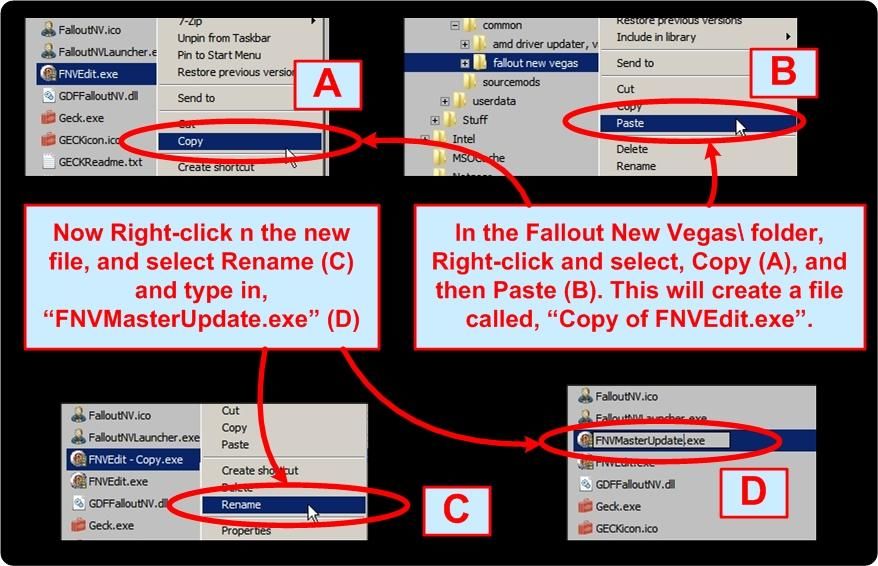 FalloutNV.ico
FalloutNVLauncher.e
FNVEdit.exe
GDFFalloutNV.dll
Geck.exe
GECKicon.ico
GECKReadme.txt
7-Zip
Unpin from Taskbar
Pin to Start Menu
Restore previous version
Send to
Cut
Copy
Create shortcut
A
common
amd driver updater, v
fallout new vegas
sourcemods
userdata
Stuff
Intel
MSOCache
Restore previous versions
Include in library
Send to
Cut
Copy
Paste
Delete
Rename
B
Now Right-click n the new
file, and select Rename (C)
and type in,
“FNVMasterUpdate.exe” (D)
In the Fallout New Vegas\ folder,
Right-click and select, Copy (A), and
then Paste (B). This will create a file
called, “Copy of FNVEdit.exe”.
FalloutNV.ico
FalloutNVLauncher.exe
FNVEdit - Copy.exe
FNVEdit.exe
GDFFalloutNV.dll
Geck.exe
Cut
Copy
Paste
Create shortcut
Delete
Rename
Properties
C
FalloutNV.ico
FalloutNVLauncher.exe
FNVMasterUpdate.exe
FNVEdit.exe
GDFFalloutNV.dll
Geck.exe
GECKicon.ico
D